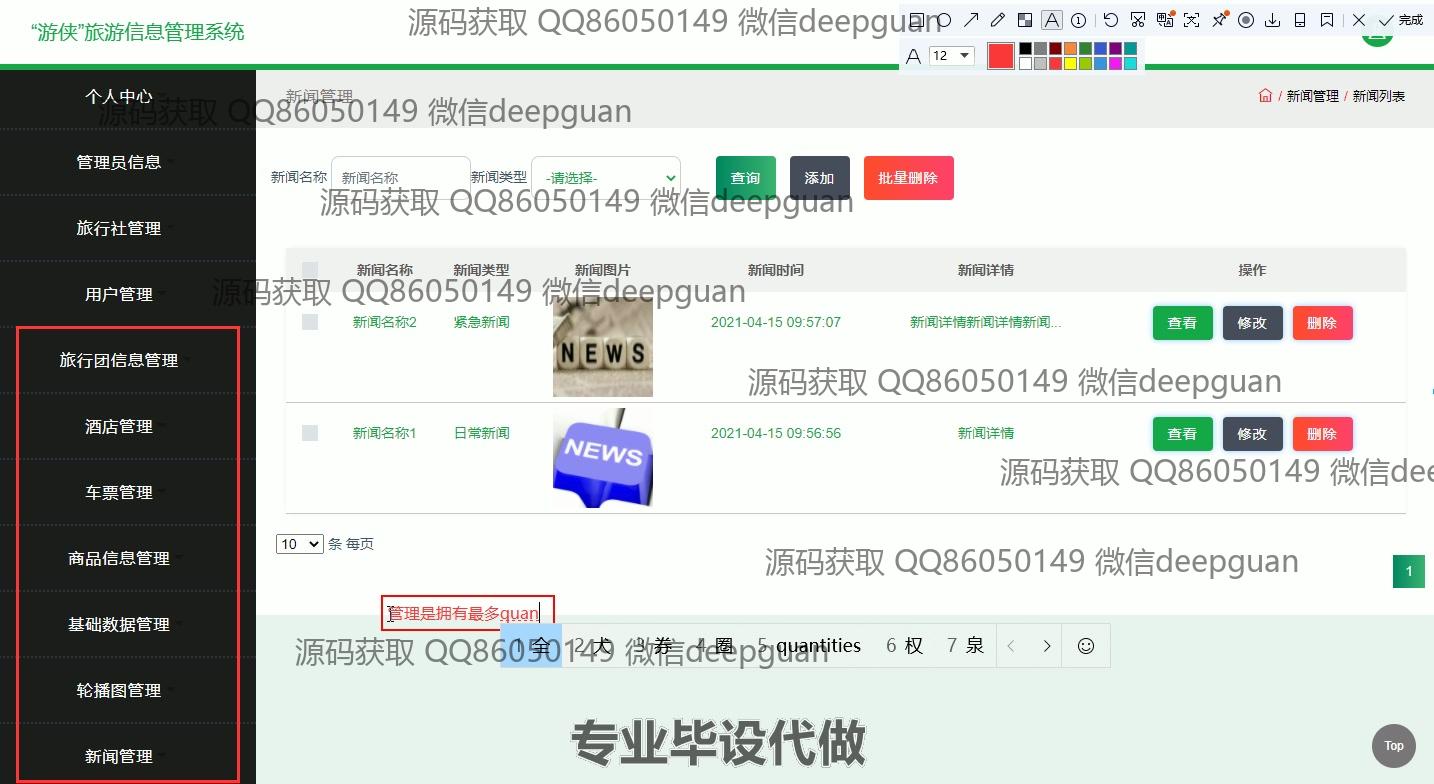 “游侠”旅游信息管理系统
源码获取 QQ86050149 微信deepguan
A
1
完成
A 12
个人中心
管理员信息
旅行社管理
用户管理
旅行团信息管理
酒店管理
车票管理
商品信息管理
基础数据管理
轮播图管理
新闻管理
新闻管理
/ 新闻管理 / 新闻列表
源码获取 QQ86050149 微信deepguan
新闻名称 新闻名称 新闻类型 -请选择- 查询 添加 批量删除
源码获取 QQ86050149 微信deepguan
新闻名称 新闻类型 新闻图片 新闻时间 新闻详情 操作
源码获取 QQ86050149 微信deepguan
新闻名称2 紧急新闻 NEWS 2021-04-15 09:57:07 新闻详情新闻详情新闻... 查看 修改 删除
源码获取 QQ86050149 微信deepguan
新闻名称1 日常新闻 NEWS 2021-04-15 09:56:56 新闻详情 查看 修改 删除
源码获取 QQ86050149 微信deepguan
10 条 每页
源码获取 QQ86050149 微信deepguan
1
管理是拥有最多quan
1 全 2 犬 3 券 4 圈 5 quantities 6 权 7 泉
源码获取 QQ86050149 微信deepguan
专业毕设代做
Top